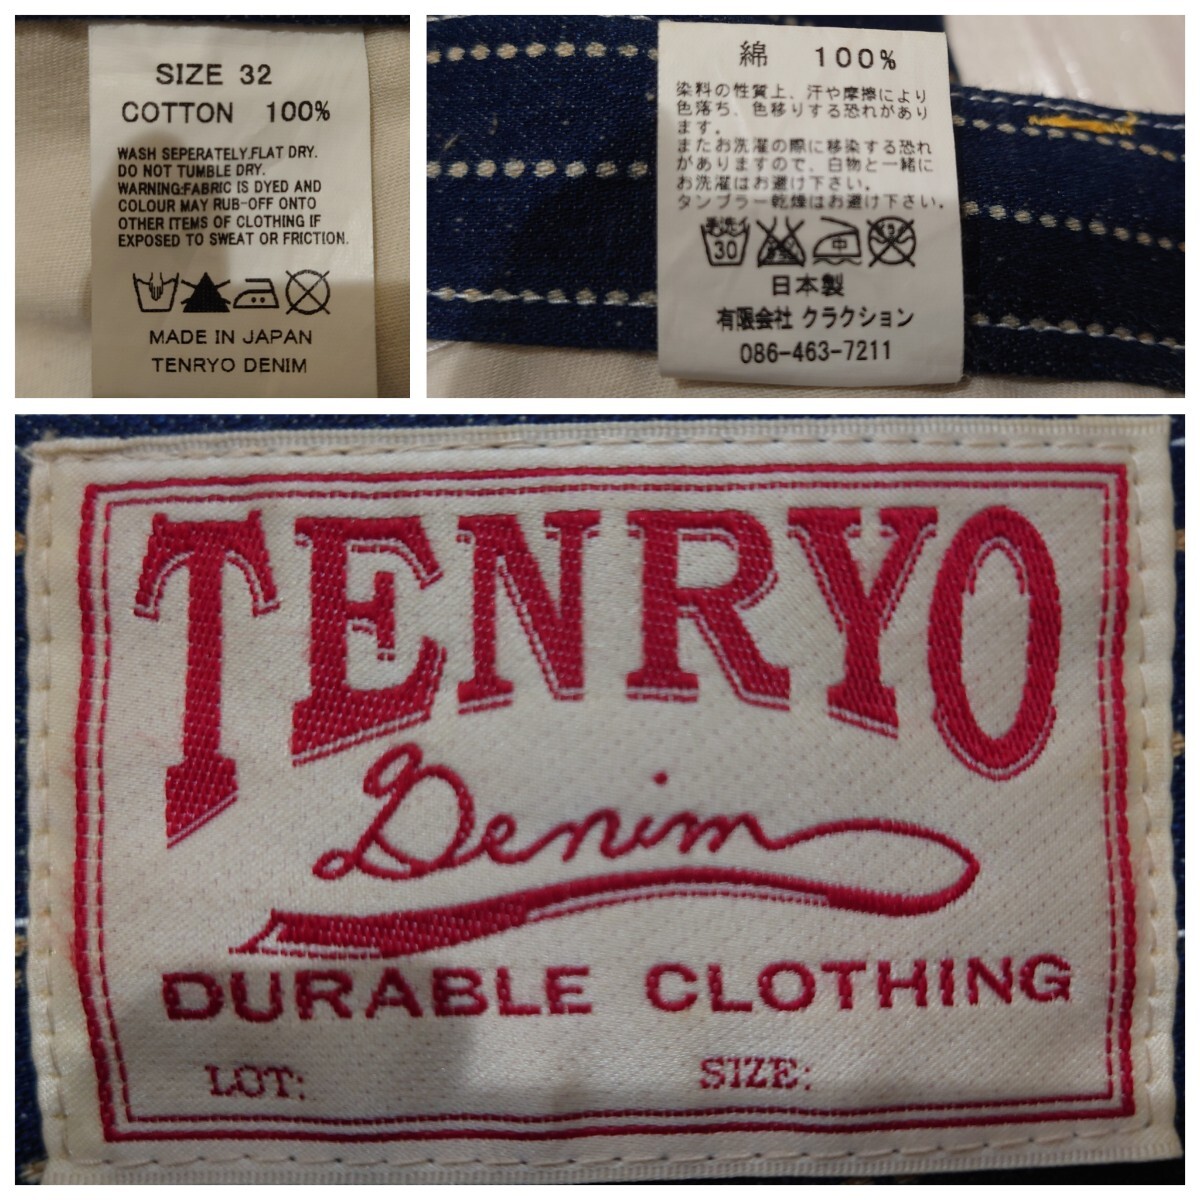 SIZE 32
COTTON 100%
WASH SEPERATELY.FLAT DRY.
DO NOT TUMBLE DRY.
WARNING:FABRIC IS DYED AND
COLOUR MAY RUB-OFF ONTO
OTHER ITEMS OF CLOTHING IF
EXPOSED TO SWEAT OR FRICTION.
MADE IN JAPAN
TENRYO DENIM
綿 100%
染料の性質上、汗や摩擦により
色落ち、色移りする恐れがあり
ます。
またお洗濯の際に移染する恐れ
がありますので、白物と一緒に
お洗濯はお避け下さい。
タンブラー乾燥はお避け下さい。
手洗イ
30
中
日本製
有限会社 クラクション
086-463-7211
TENRYO
Denim
DURABLE CLOTHING
LOT: SIZE: